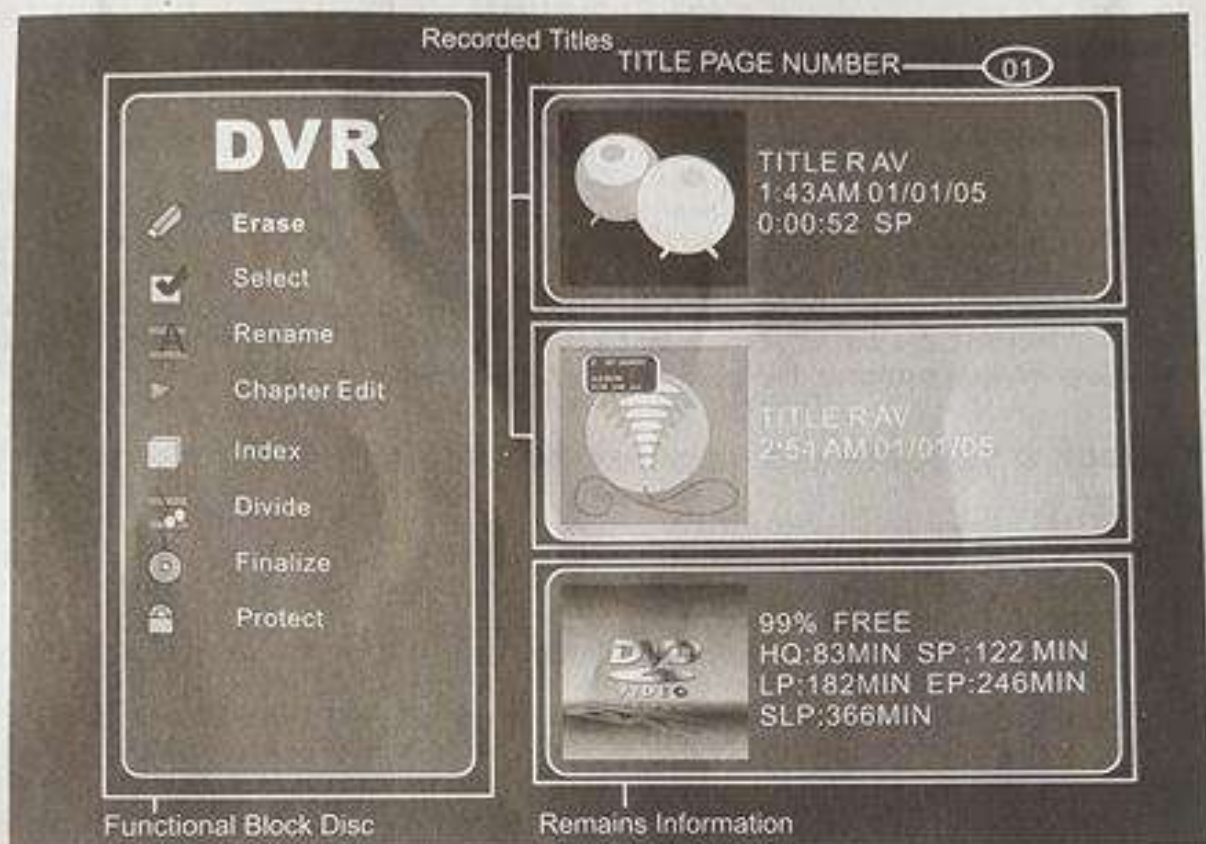 Recorded Titles
TITLE PAGE NUMBER 01
DVR
Erase
Select
Rename
Chapter Edit
Index
Divide
Finalize
Protect
TITLE R AV
1:43AM 01/01/05
0:00:52 SP
TITLE R AV
2:54 AM 01/01/05
DVD
VIDEO
99% FREE
HQ:83MIN SP :122 MIN
LP:182MIN EP:246MIN
SLP:366MIN
Functional Block Disc
Remains Information